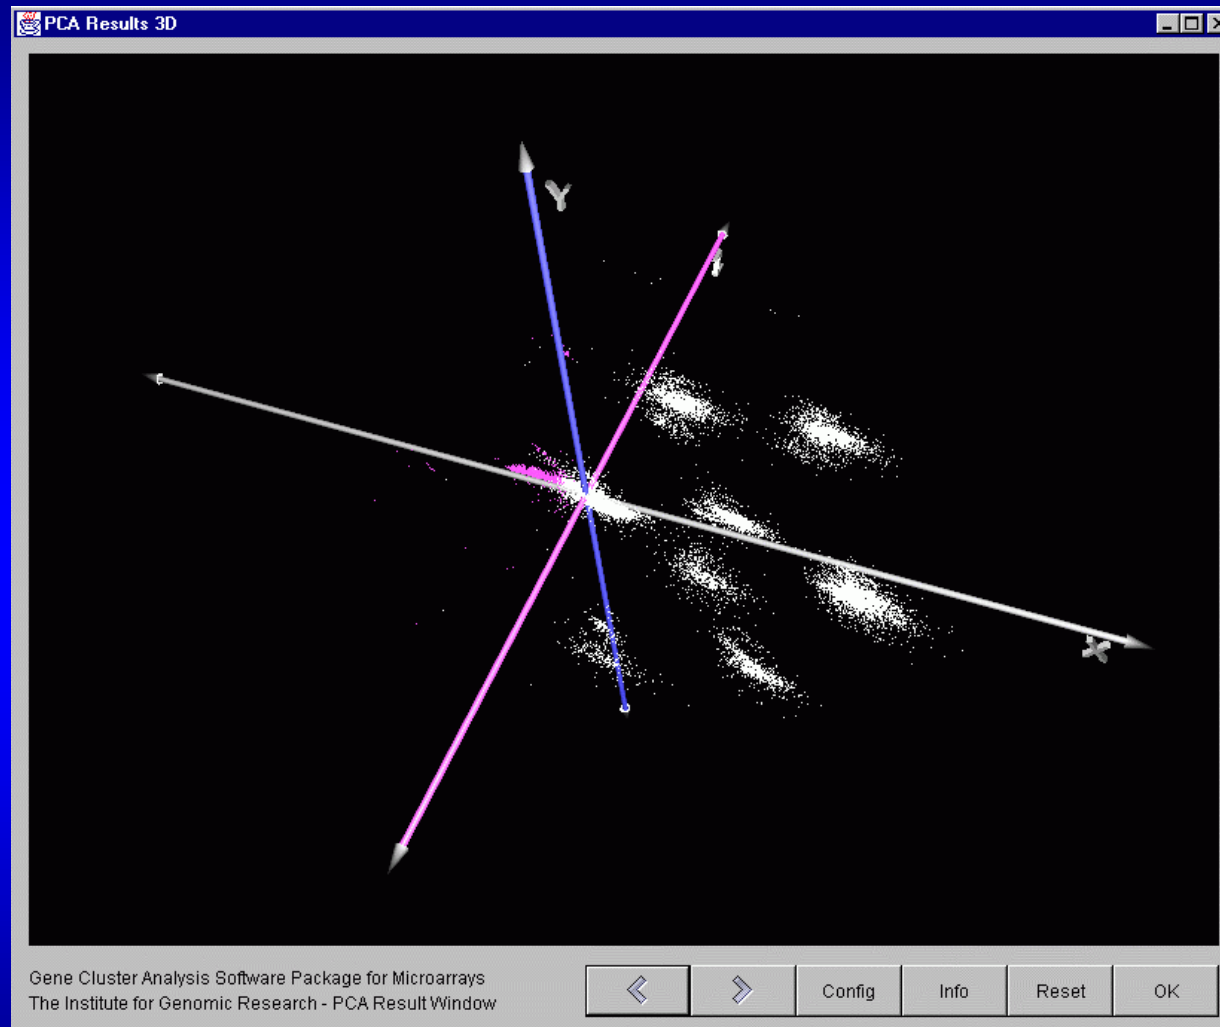 PCA Results 3D
Y
X
Gene Cluster Analysis Software Package for Microarrays
The Institute for Genomic Research - PCA Result Window
Config
Info
Reset
OK